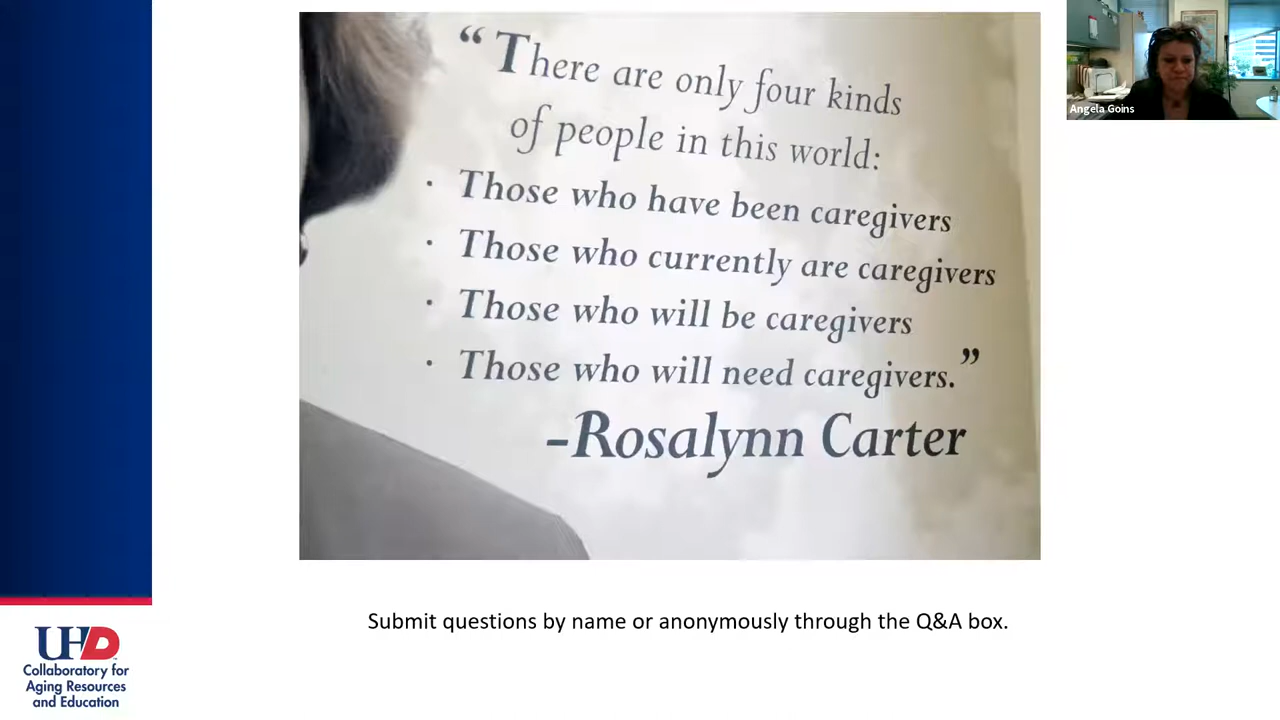 “There are only four kinds
of people in this world:
· Those who have been caregivers
· Those who currently are caregivers
· Those who will be caregivers
· Those who will need caregivers.”
–Rosalynn Carter
Angela Goins
Submit questions by name or anonymously through the Q&A box.
UHD
Collaboratory for
Aging Resources
and Education